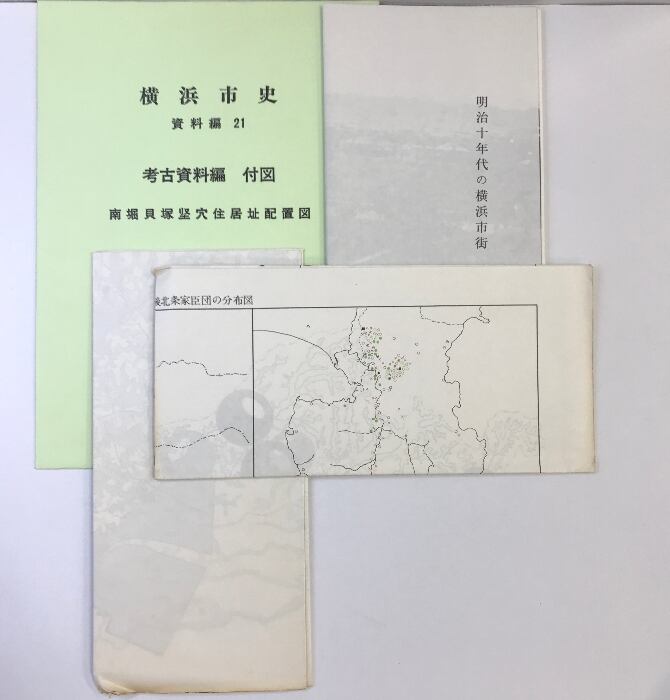 横浜市史
資料編 21
考古資料編 付図
南堀貝塚竪穴住居址配置図
明治十年代の横浜市街
後北条家臣団の分布図